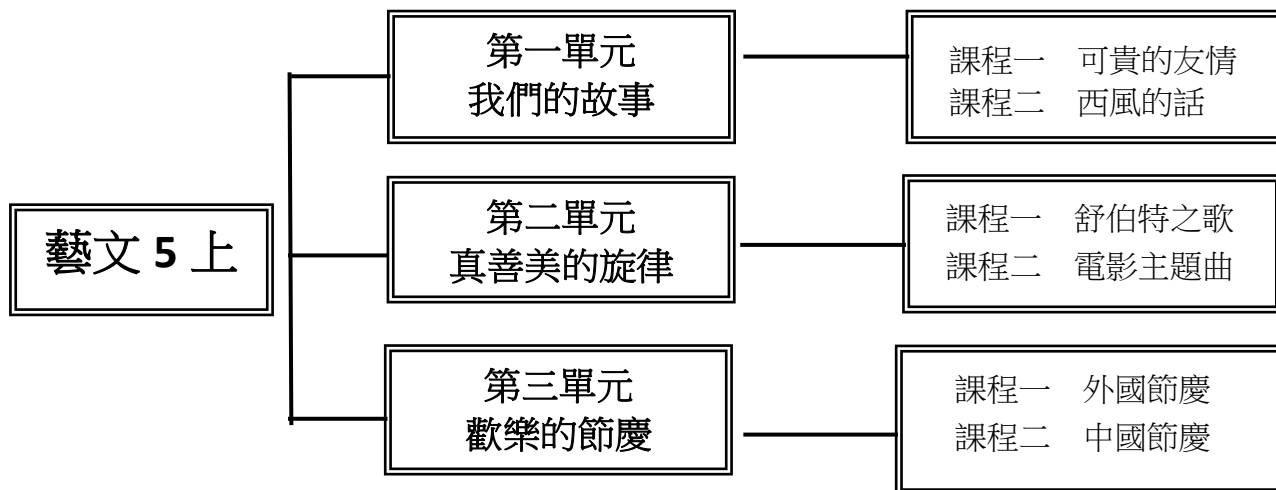 藝文 5 上
第一單元
我們的故事
課程一 可貴的友情
課程二 西風的話
第二單元
真善美的旋律
課程一 舒伯特之歌
課程二 電影主題曲
第三單元
歡樂的節慶
課程一 外國節慶
課程二 中國節慶